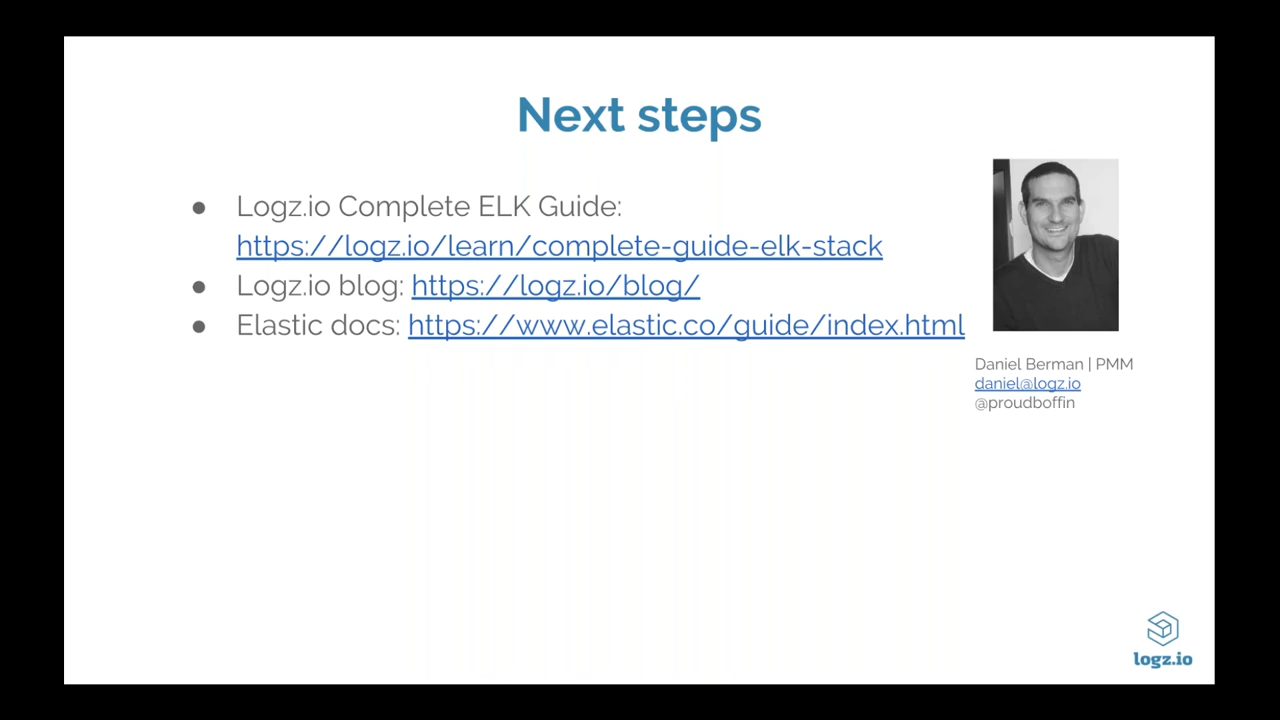 Next steps
● Logz.io Complete ELK Guide:
https://logz.io/learn/complete-guide-elk-stack
● Logz.io blog: https://logz.io/blog/
● Elastic docs: https://www.elastic.co/guide/index.html
Daniel Berman | PMM
daniel@logz.io
@proudboffin
logz.io